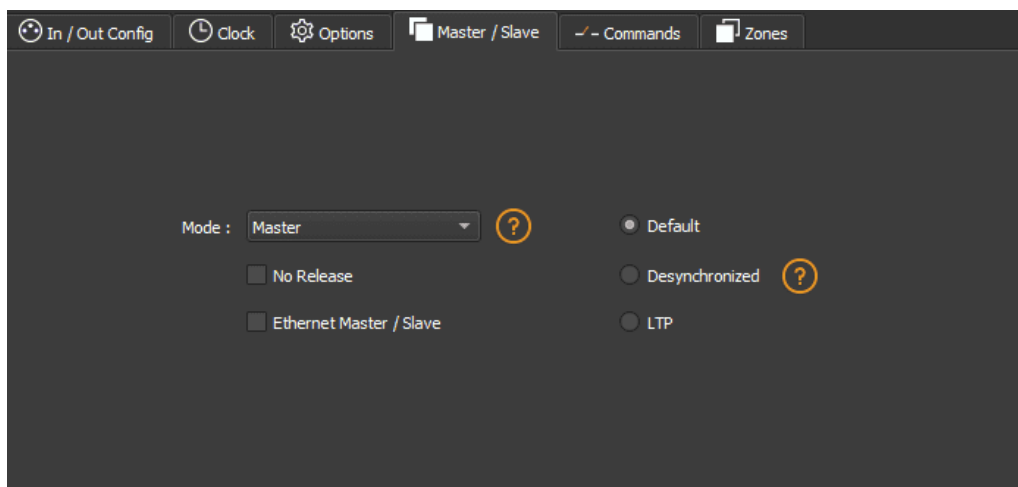 In / Out Config Clock Options Master / Slave Commands Zones
Mode : Master ? Default
No Release Desynchronized ?
Ethernet Master / Slave LTP